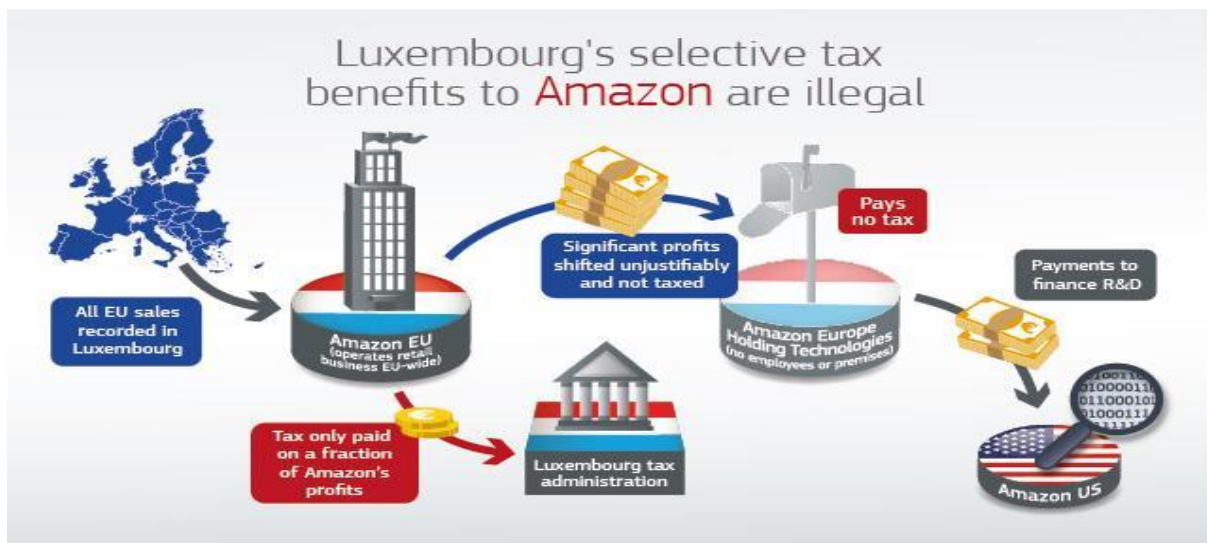 Luxembourg's selective tax
benefits to Amazon are illegal
Pays
no tax
Significant profits
shifted unjustifiably
and not taxed
Payments to
finance R&D
All EU sales
recorded in
Luxembourg
Amazon EU
(operates retail
business EU-wide)
Amazon Europe
Holding Technologies
(no employees or premises)
Tax only paid
on a fraction
of Amazon's
profits
Luxembourg tax
administration
Amazon US